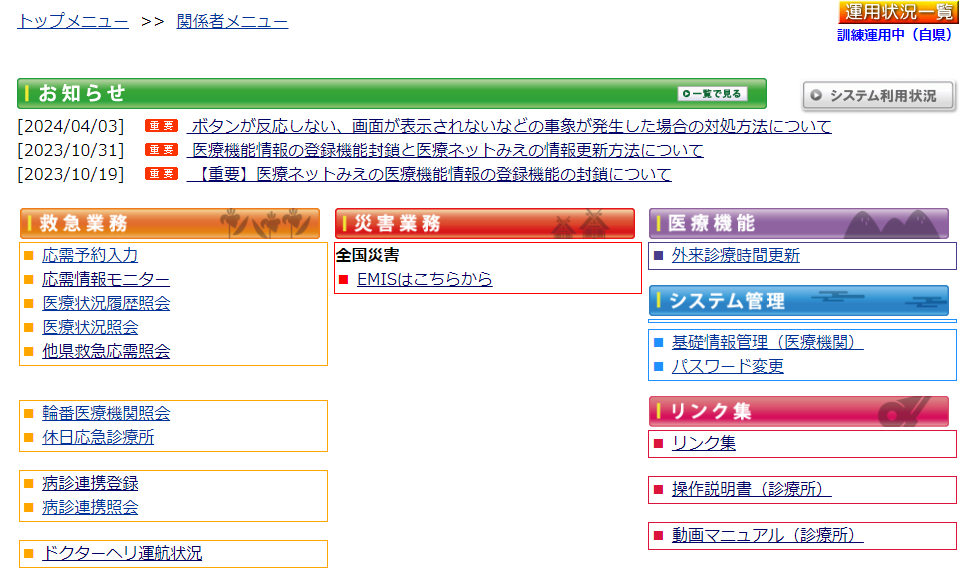 トップメニュー >> 関係者メニュー
運用状況一覧
訓練運用中（自県）
お知らせ
一覧で見る
システム利用状況
[2024/04/03] 重要 ボタンが反応しない、画面が表示されないなどの事象が発生した場合の対処方法について
[2023/10/31] 重要 医療機能情報の登録機能封鎖と医療ネットみえの情報更新方法について
[2023/10/19] 重要 【重要】医療ネットみえの医療機能情報の登録機能の封鎖について
救急業務
応需予約入力
応需情報モニター
医療状況履歴照会
医療状況照会
他県救急応需照会
輪番医療機関照会
休日応急診療所
病診連携登録
病診連携照会
ドクターヘリ運航状況
災害業務
全国災害
EMISはこちらから
医療機能
外来診療時間更新
システム管理
基礎情報管理（医療機関）
パスワード変更
リンク集
リンク集
操作説明書（診療所）
動画マニュアル（診療所）